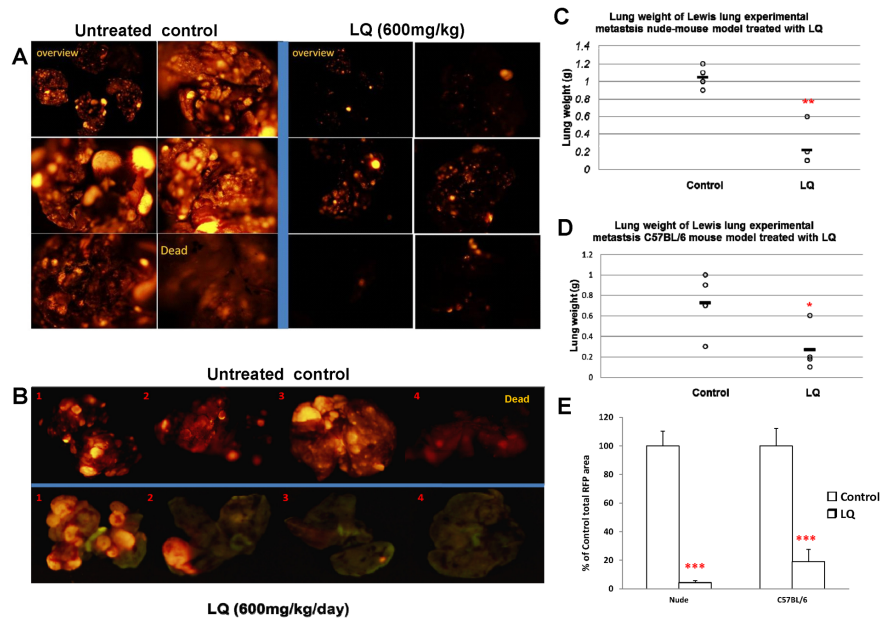 A
Untreated control
LQ (600mg/kg)
overview
overview
Dead
B
Untreated control
1
2
3
4
Dead
1
2
3
4
LQ (600mg/kg/day)
C
Lung weight of Lewis lung experimental
metastsis nude-mouse model treated with LQ
Lung weight (g)
1.4
1.2
1
0.8
0.6
0.4
0.2
0
**
Control
LQ
D
Lung weight of Lewis lung experimental
metastsis C57BL/6 mouse model treated with LQ
Lung weight (g)
1.2
1
0.8
0.6
0.4
0.2
0
*
Control
LQ
E
% of Control total RFP area
120
100
80
60
40
20
0
***
***
Nude
C57BL/6
Control
LQ